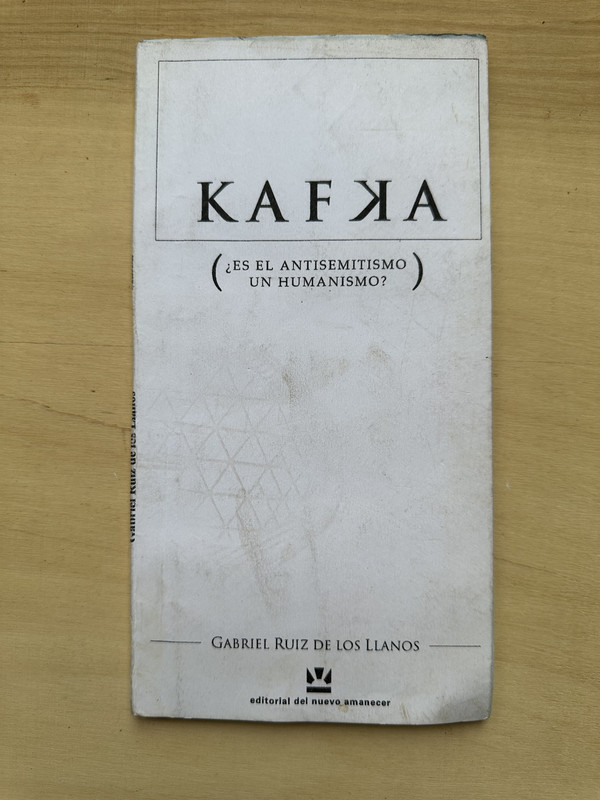 KAFKA
(¿ES EL ANTISEMITISMO
UN HUMANISMO?)
GABRIEL RUIZ DE LOS LLANOS
editorial del nuevo amanecer
Gabriel Ruiz de los Llanos